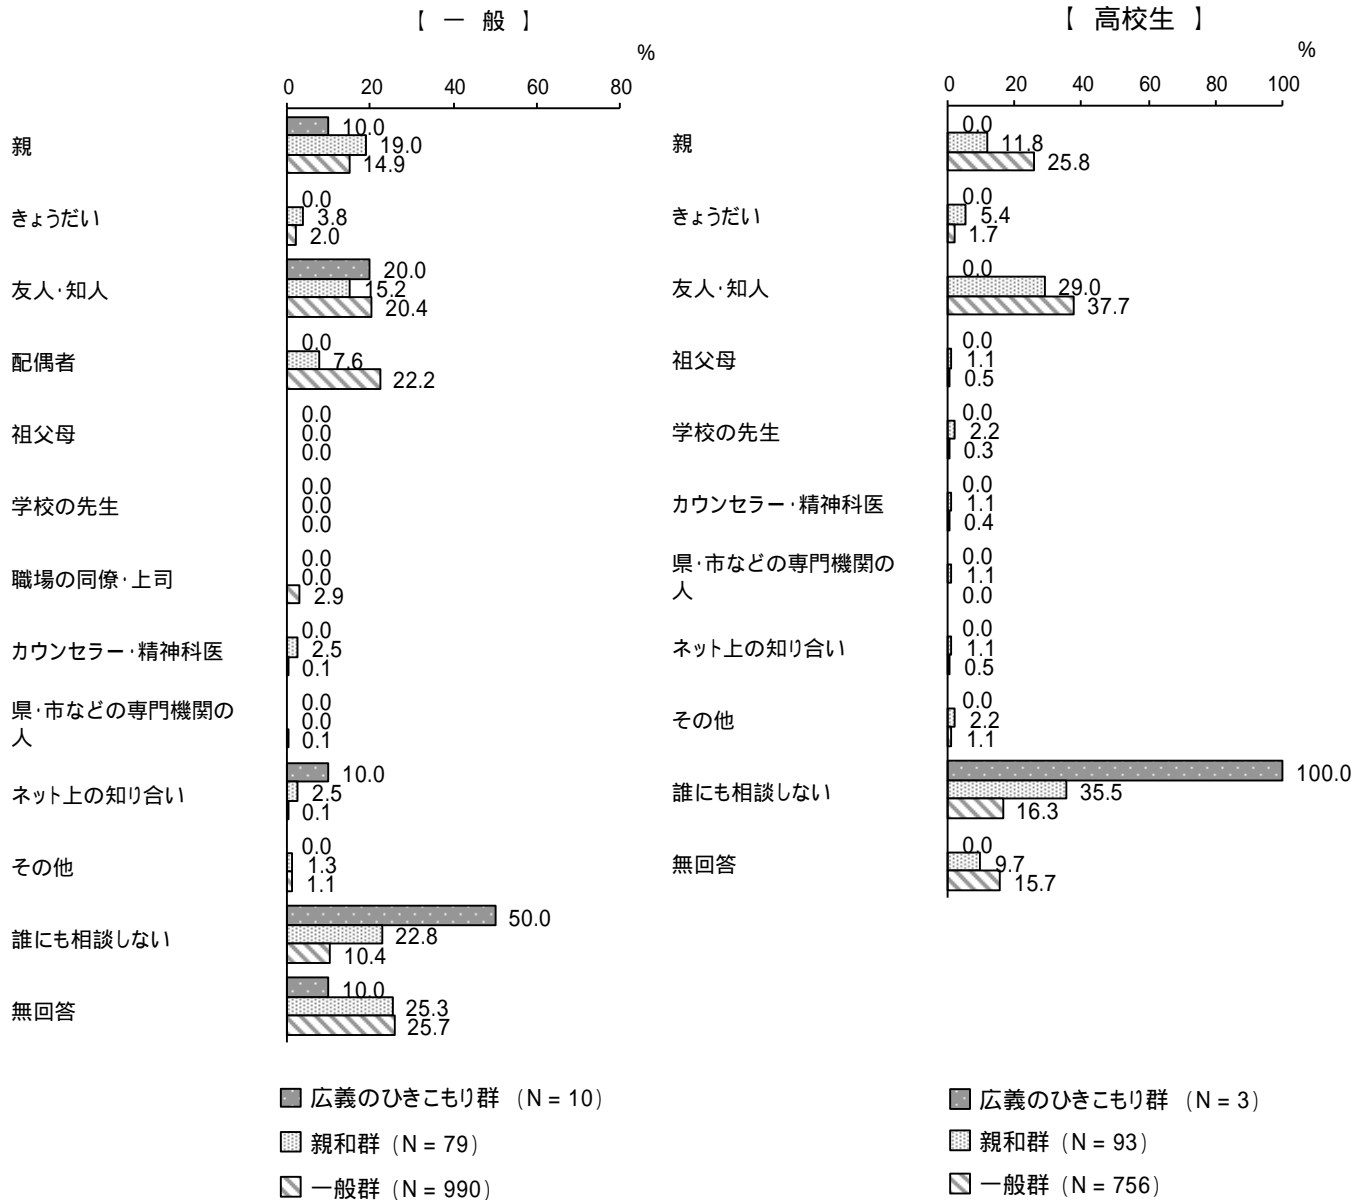 【 一 般 】
%
0 20 40 60 80
親
10.0
19.0
14.9
きょうだい
0.0
3.8
2.0
友人・知人
20.0
15.2
20.4
配偶者
0.0
7.6
22.2
祖父母
0.0
0.0
0.0
学校の先生
0.0
0.0
0.0
職場の同僚・上司
0.0
0.0
2.9
カウンセラー・精神科医
0.0
2.5
0.1
県・市などの専門機関の
人
0.0
0.0
0.1
ネット上の知り合い
10.0
2.5
0.1
その他
0.0
1.3
1.1
誰にも相談しない
50.0
22.8
10.4
無回答
10.0
25.3
25.7
広義のひきこもり群 (N = 10)
親和群 (N = 79)
一般群 (N = 990)
【 高校生 】
%
0 20 40 60 80 100
親
0.0
11.8
25.8
きょうだい
0.0
5.4
1.7
友人・知人
0.0
29.0
37.7
祖父母
0.0
1.1
0.5
学校の先生
0.0
2.2
0.3
カウンセラー・精神科医
0.0
1.1
0.4
県・市などの専門機関の
人
0.0
1.1
0.0
ネット上の知り合い
0.0
1.1
0.5
その他
0.0
2.2
1.1
誰にも相談しない
100.0
35.5
16.3
無回答
0.0
9.7
15.7
広義のひきこもり群 (N = 3)
親和群 (N = 93)
一般群 (N = 756)